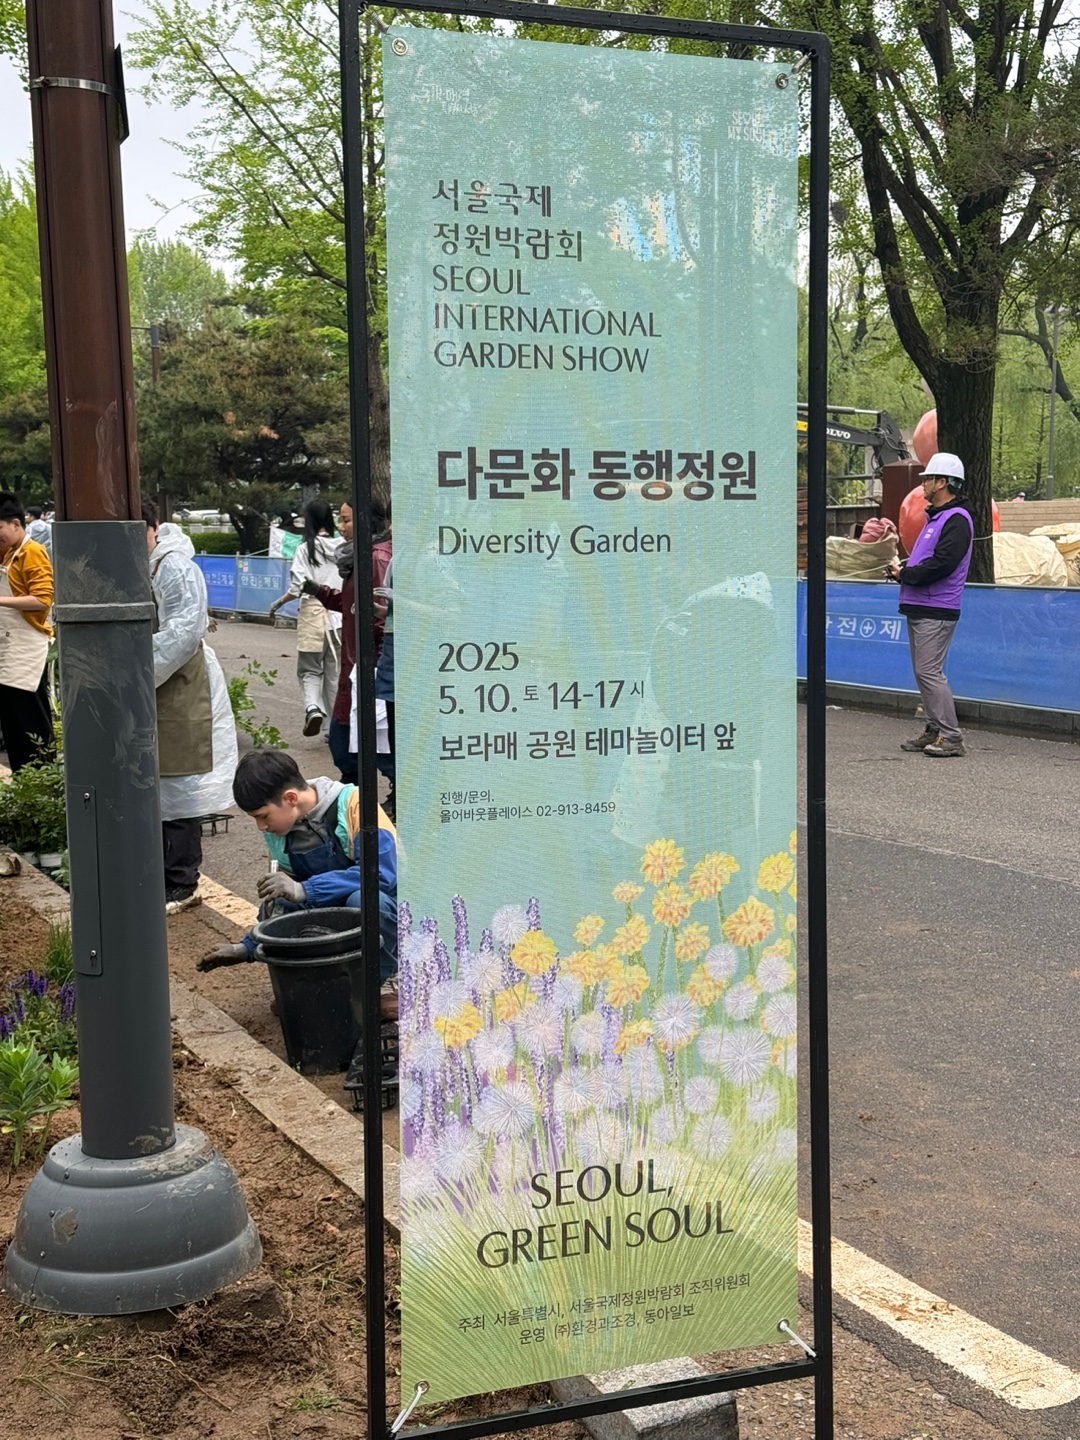 서울국제
정원박람회
SEOUL
INTERNATIONAL
GARDEN SHOW
다문화 동행정원
Diversity Garden
2025
5. 10. 토 14-17 시
보라매 공원 테마놀이터 앞
진행/문의.
올어바웃플레이스 02-913-8459
SEOUL,
GREEN SOUL
주최 서울특별시, 서울국제정원박람회 조직위원회
운영 ㈜환경과조경, 동아일보
VOLVO
전 제